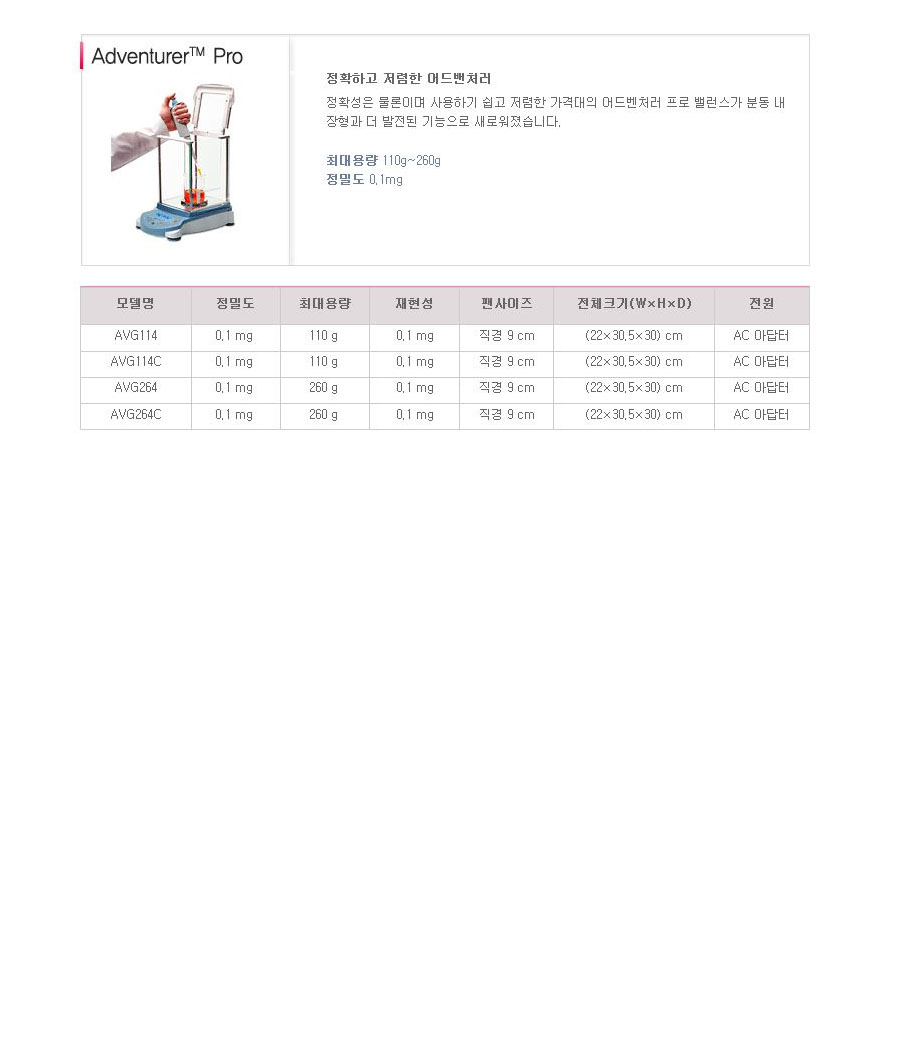 Adventurer™ Pro
정확하고 저렴한 어드밴쳐러
정확성은 물론이며 사용하기 쉽고 저렴한 가격대의 어드벤쳐러 프로 밸런스가 분동 내
장형과 더 발전된 기능으로 새로워졌습니다.
최대용량 110g~260g
정밀도 0.1mg
모델명 정밀도 최대용량 재현성 팬사이즈 전체크기(W×H×D) 전원
AVG114 0.1 mg 110 g 0.1 mg 직경 9 cm (22×30.5×30) cm AC 아답터
AVG114C 0.1 mg 110 g 0.1 mg 직경 9 cm (22×30.5×30) cm AC 아답터
AVG264 0.1 mg 260 g 0.1 mg 직경 9 cm (22×30.5×30) cm AC 아답터
AVG264C 0.1 mg 260 g 0.1 mg 직경 9 cm (22×30.5×30) cm AC 아답터